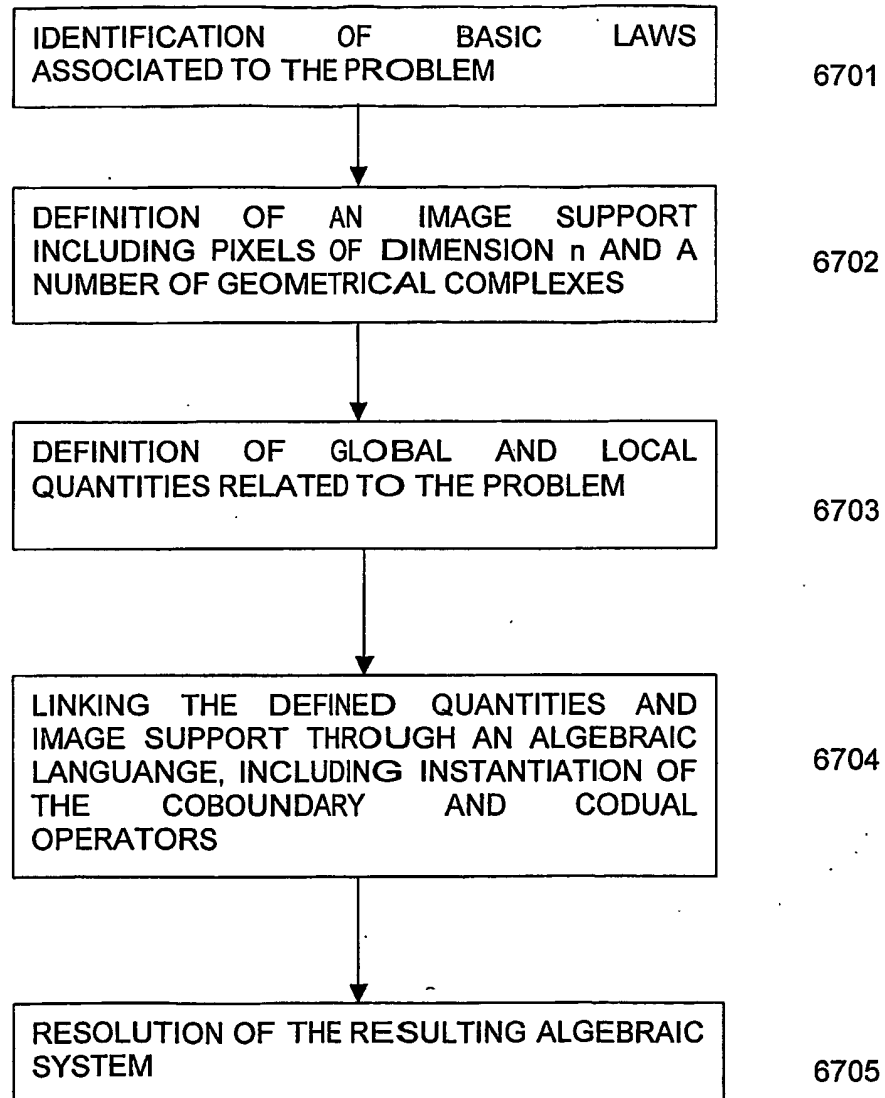 IDENTIFICATION OF BASIC LAWS
ASSOCIATED TO THE PROBLEM
6701
DEFINITION OF AN IMAGE SUPPORT
INCLUDING PIXELS OF DIMENSION n AND A
NUMBER OF GEOMETRICAL COMPLEXES
6702
DEFINITION OF GLOBAL AND LOCAL
QUANTITIES RELATED TO THE PROBLEM
6703
LINKING THE DEFINED QUANTITIES AND
IMAGE SUPPORT THROUGH AN ALGEBRAIC
LANGUANGE, INCLUDING INSTANTIATION OF
THE COBOUNDARY AND CODUAL
OPERATORS
6704
RESOLUTION OF THE RESULTING ALGEBRAIC
SYSTEM
6705